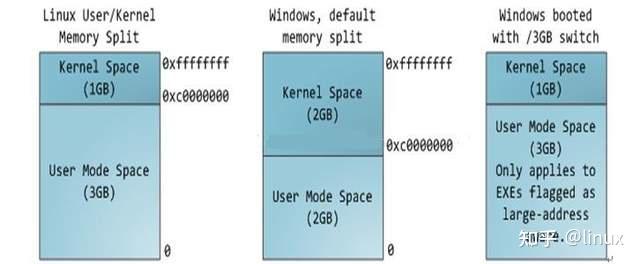 Linux User/Kernel
Memory Split
Kernel Space
(1GB)
User Mode Space
(3GB)
0xffffffff
0xc0000000
0
Windows, default
memory split
Kernel Space
(2GB)
User Mode Space
(2GB)
0xffffffff
0xc0000000
0
Windows booted
with /3GB switch
Kernel Space
(1GB)
User Mode Space
(3GB)
Only applies to
EXEs flagged as
large-address
知乎 @linux